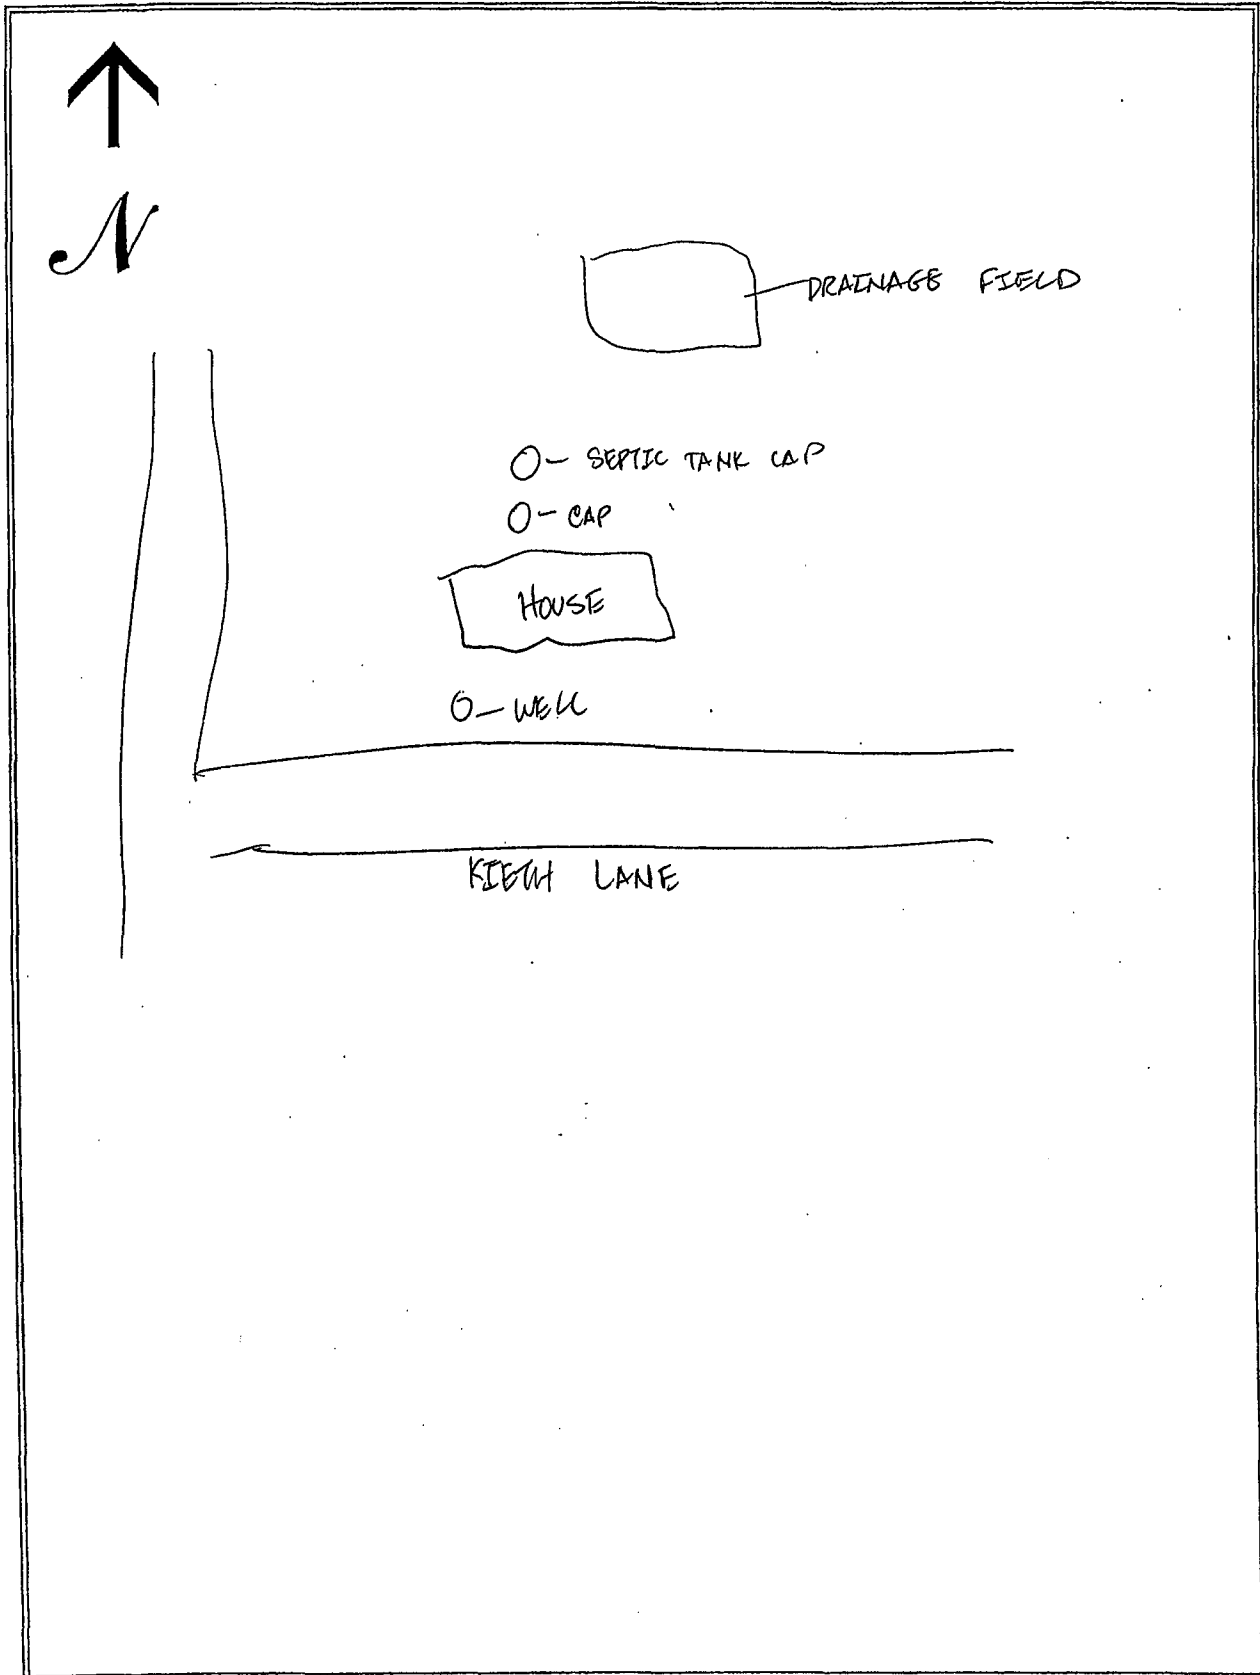 N
DRAINAGE FIELD
SEPTIC TANK CAP
CAP
HOUSE
WELL
KIETH LANE